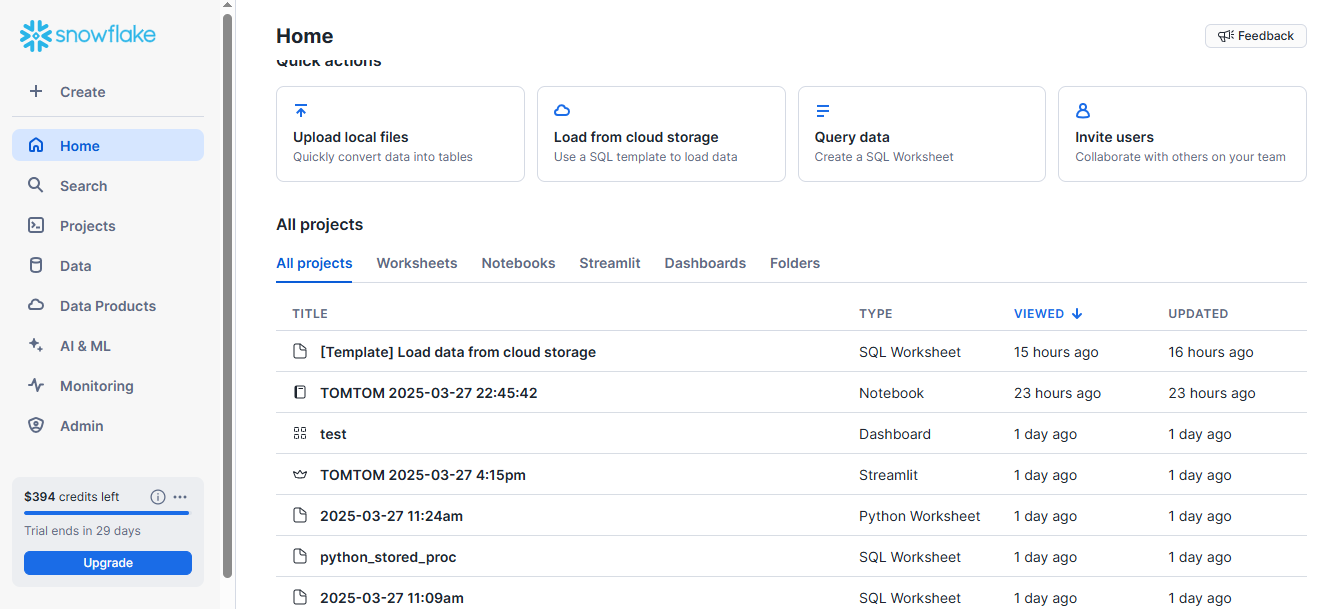 snowflake
Create
Home
Search
Projects
Data
Data Products
AI & ML
Monitoring
Admin
$394 credits left
Trial ends in 29 days
Upgrade
Home
Feedback
Quick actions
Upload local files
Quickly convert data into tables
Load from cloud storage
Use a SQL template to load data
Query data
Create a SQL Worksheet
Invite users
Collaborate with others on your team
All projects
All projects Worksheets Notebooks Streamlit Dashboards Folders
TITLE TYPE VIEWED UPDATED
[Template] Load data from cloud storage SQL Worksheet 15 hours ago 16 hours ago
TOMTOM 2025-03-27 22:45:42 Notebook 23 hours ago 23 hours ago
test Dashboard 1 day ago 1 day ago
TOMTOM 2025-03-27 4:15pm Streamlit 1 day ago 1 day ago
2025-03-27 11:24am Python Worksheet 1 day ago 1 day ago
python_stored_proc SQL Worksheet 1 day ago 1 day ago
2025-03-27 11:09am SQL Worksheet 1 day ago 1 day ago